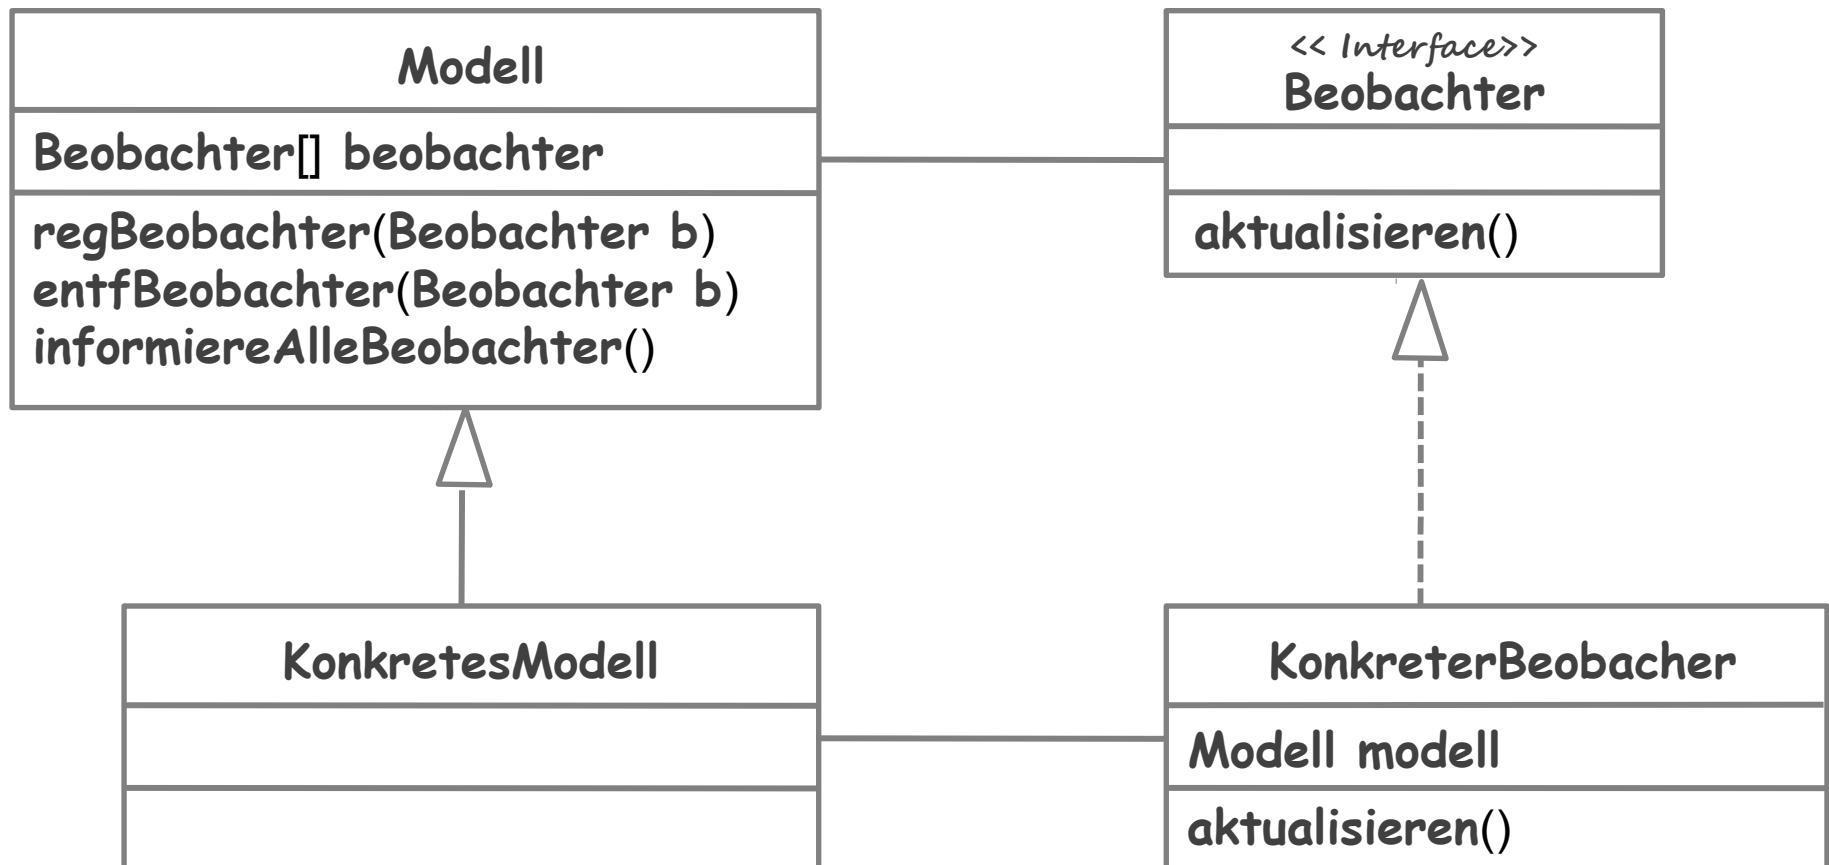 Modell
Beobachter[] beobachter
regBeobachter(Beobachter b)
entfBeobachter(Beobachter b)
informiereAlleBeobachter()
<< Interface>>
Beobachter
aktualisieren()
KonkretesModell
KonkreterBeobacher
Modell modell
aktualisieren()